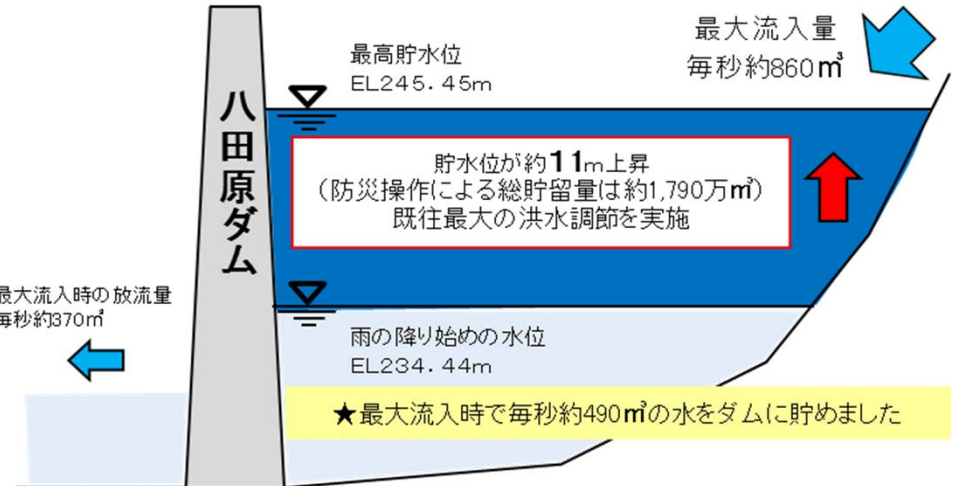 最高貯水位
EL245.45m
最大流入量
毎秒約860㎥
八田原ダム
貯水位が約11m上昇
（防災操作による総貯留量は約1,790万㎥）
既往最大の洪水調節を実施
最大流入時の放流量
毎秒約370㎥
雨の降り始めの水位
EL234.44m
★最大流入時で毎秒約490㎥の水をダムに貯めました